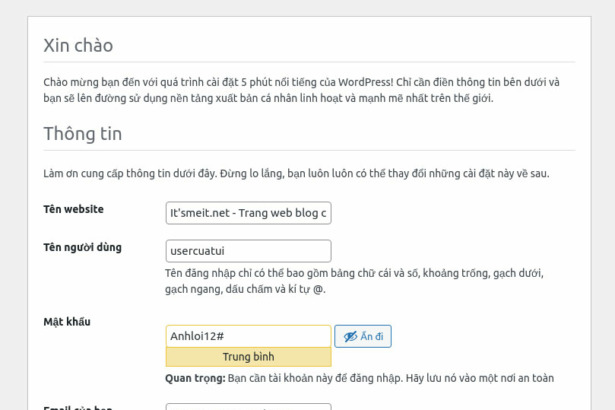 Xin chào
Chào mừng bạn đến với quá trình cài đặt 5 phút nổi tiếng của WordPress! Chỉ cần điền thông tin bên dưới và
bạn sẽ lên đường sử dụng nền tảng xuất bản cá nhân linh hoạt và mạnh mẽ nhất trên thế giới.
Thông tin
Làm ơn cung cấp thông tin dưới đây. Đừng lo lắng, bạn luôn luôn có thể thay đổi những cài đặt này về sau.
Tên website
It'smeit.net - Trang web blog c
Tên người dùng
usercuatui
Tên đăng nhập chỉ có thể bao gồm bảng chữ cái và số, khoảng trống, gạch dưới,
gạch ngang, dấu chấm và kí tự @.
Mật khẩu
Anhloi12#
Ẩn đi
Trung bình
Quan trọng: Bạn cần tài khoản này để đăng nhập. Hãy lưu nó vào một nơi an toàn
Email của bạn